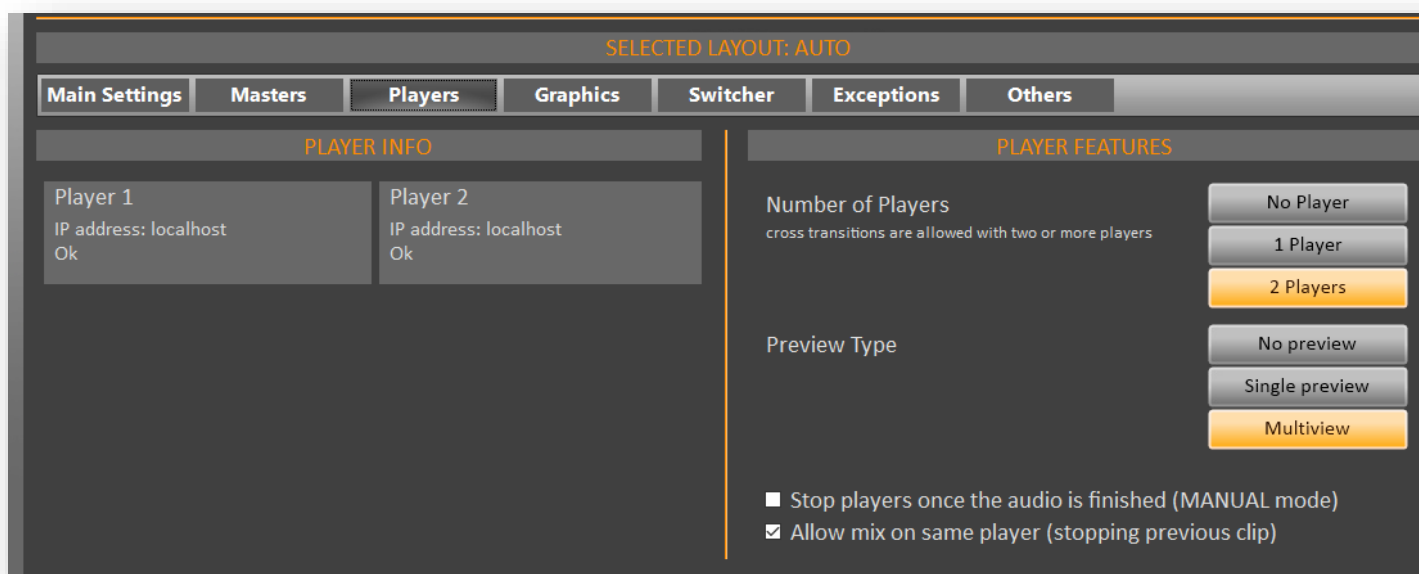 SELECTED LAYOUT: AUTO
Main Settings Masters Players Graphics Switcher Exceptions Others
PLAYER INFO
Player 1
IP address: localhost
Ok
Player 2
IP address: localhost
Ok
PLAYER FEATURES
Number of Players
cross transitions are allowed with two or more players
No Player
1 Player
2 Players
Preview Type
No preview
Single preview
Multiview
Stop players once the audio is finished (MANUAL mode)
Allow mix on same player (stopping previous clip)